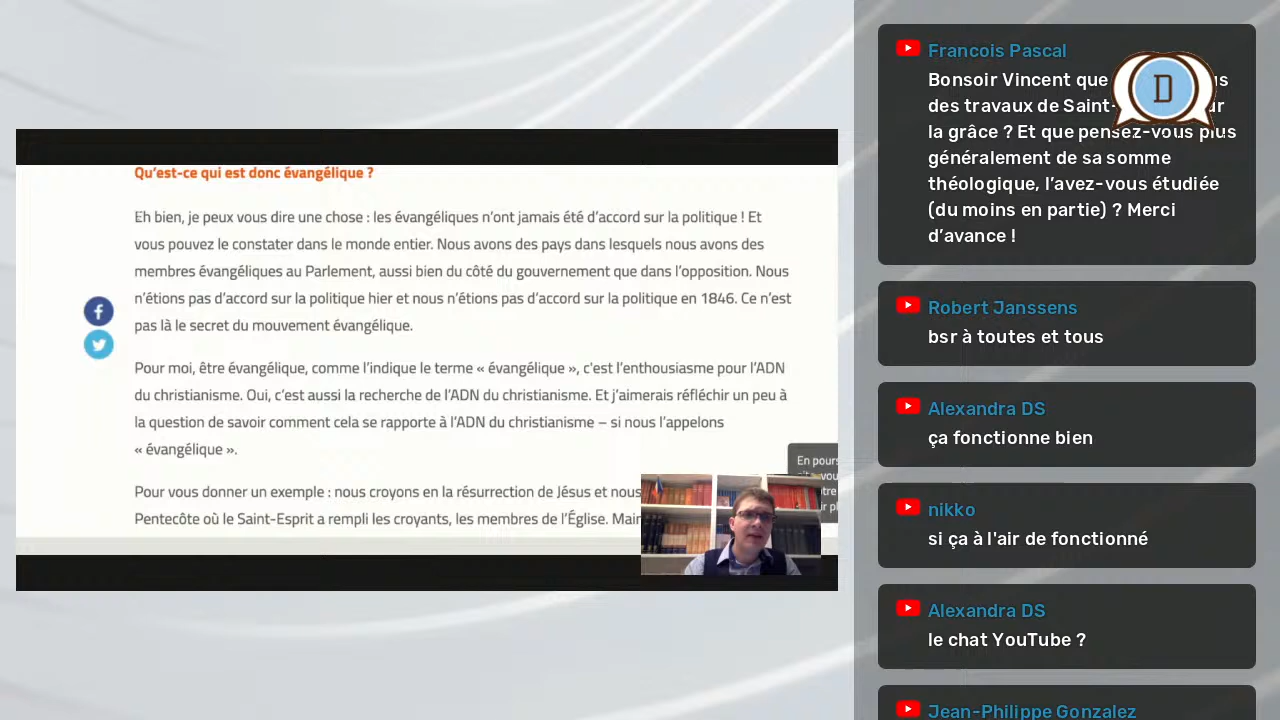 Qu'est-ce qui est donc évangélique ?
Eh bien, je peux vous dire une chose : les évangéliques n'ont jamais été d'accord sur la politique ! Et
vous pouvez le constater dans le monde entier. Nous avons des pays dans lesquels nous avons des
membres évangéliques au Parlement, aussi bien du côté du gouvernement que dans l'opposition. Nous
n'étions pas d'accord sur la politique hier et nous n'étions pas d'accord sur la politique en 1846. Ce n'est
pas là le secret du mouvement évangélique.
Pour moi, être évangélique, comme l'indique le terme « évangélique », c'est l'enthousiasme pour l'ADN
du christianisme. Oui, c'est aussi la recherche de l'ADN du christianisme. Et j'aimerais réfléchir un peu à
la question de savoir comment cela se rapporte à l'ADN du christianisme – si nous l'appelons
« évangélique ».
Pour vous donner un exemple : nous croyons en la résurrection de Jésus et nous
Pentecôte où le Saint-Esprit a rempli les croyants, les membres de l'Église.
En
Francois Pascal
Bonsoir Vincent que
des travaux de
la grâce ? Et que pensez-vous plus
généralement de sa somme
théologique, l'avez-vous étudiée
(du moins en partie) ? Merci
d'avance !
D
Robert Janssens
bsr à toutes et tous
Alexandra DS
ça fonctionne bien
nikko
si ça à l'air de fonctionné
Alexandra DS
le chat YouTube ?
Jean-Philippe Gonzalez